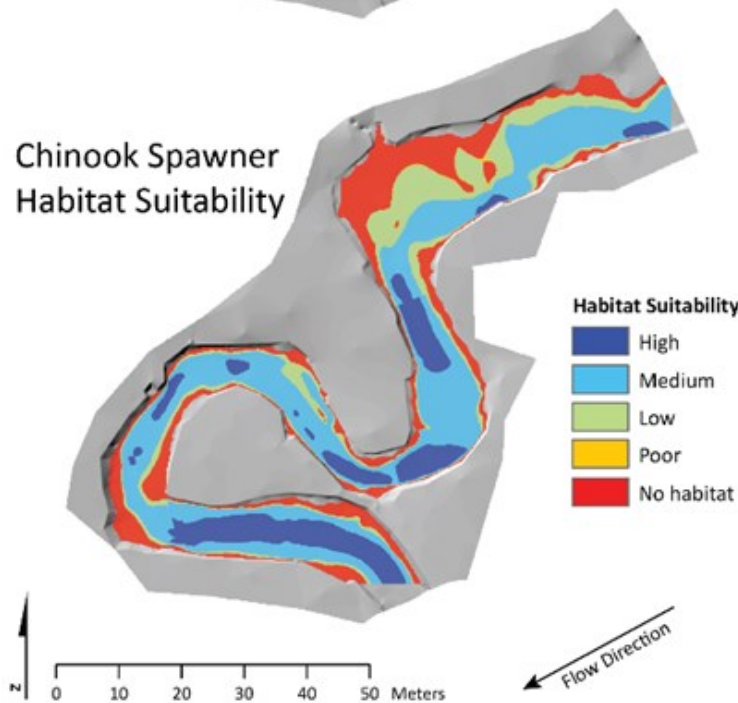 Chinook Spawner
Habitat Suitability
Habitat Suitability
High
Medium
Low
Poor
No habitat
N
0 10 20 30 40 50 Meters
Flow Direction